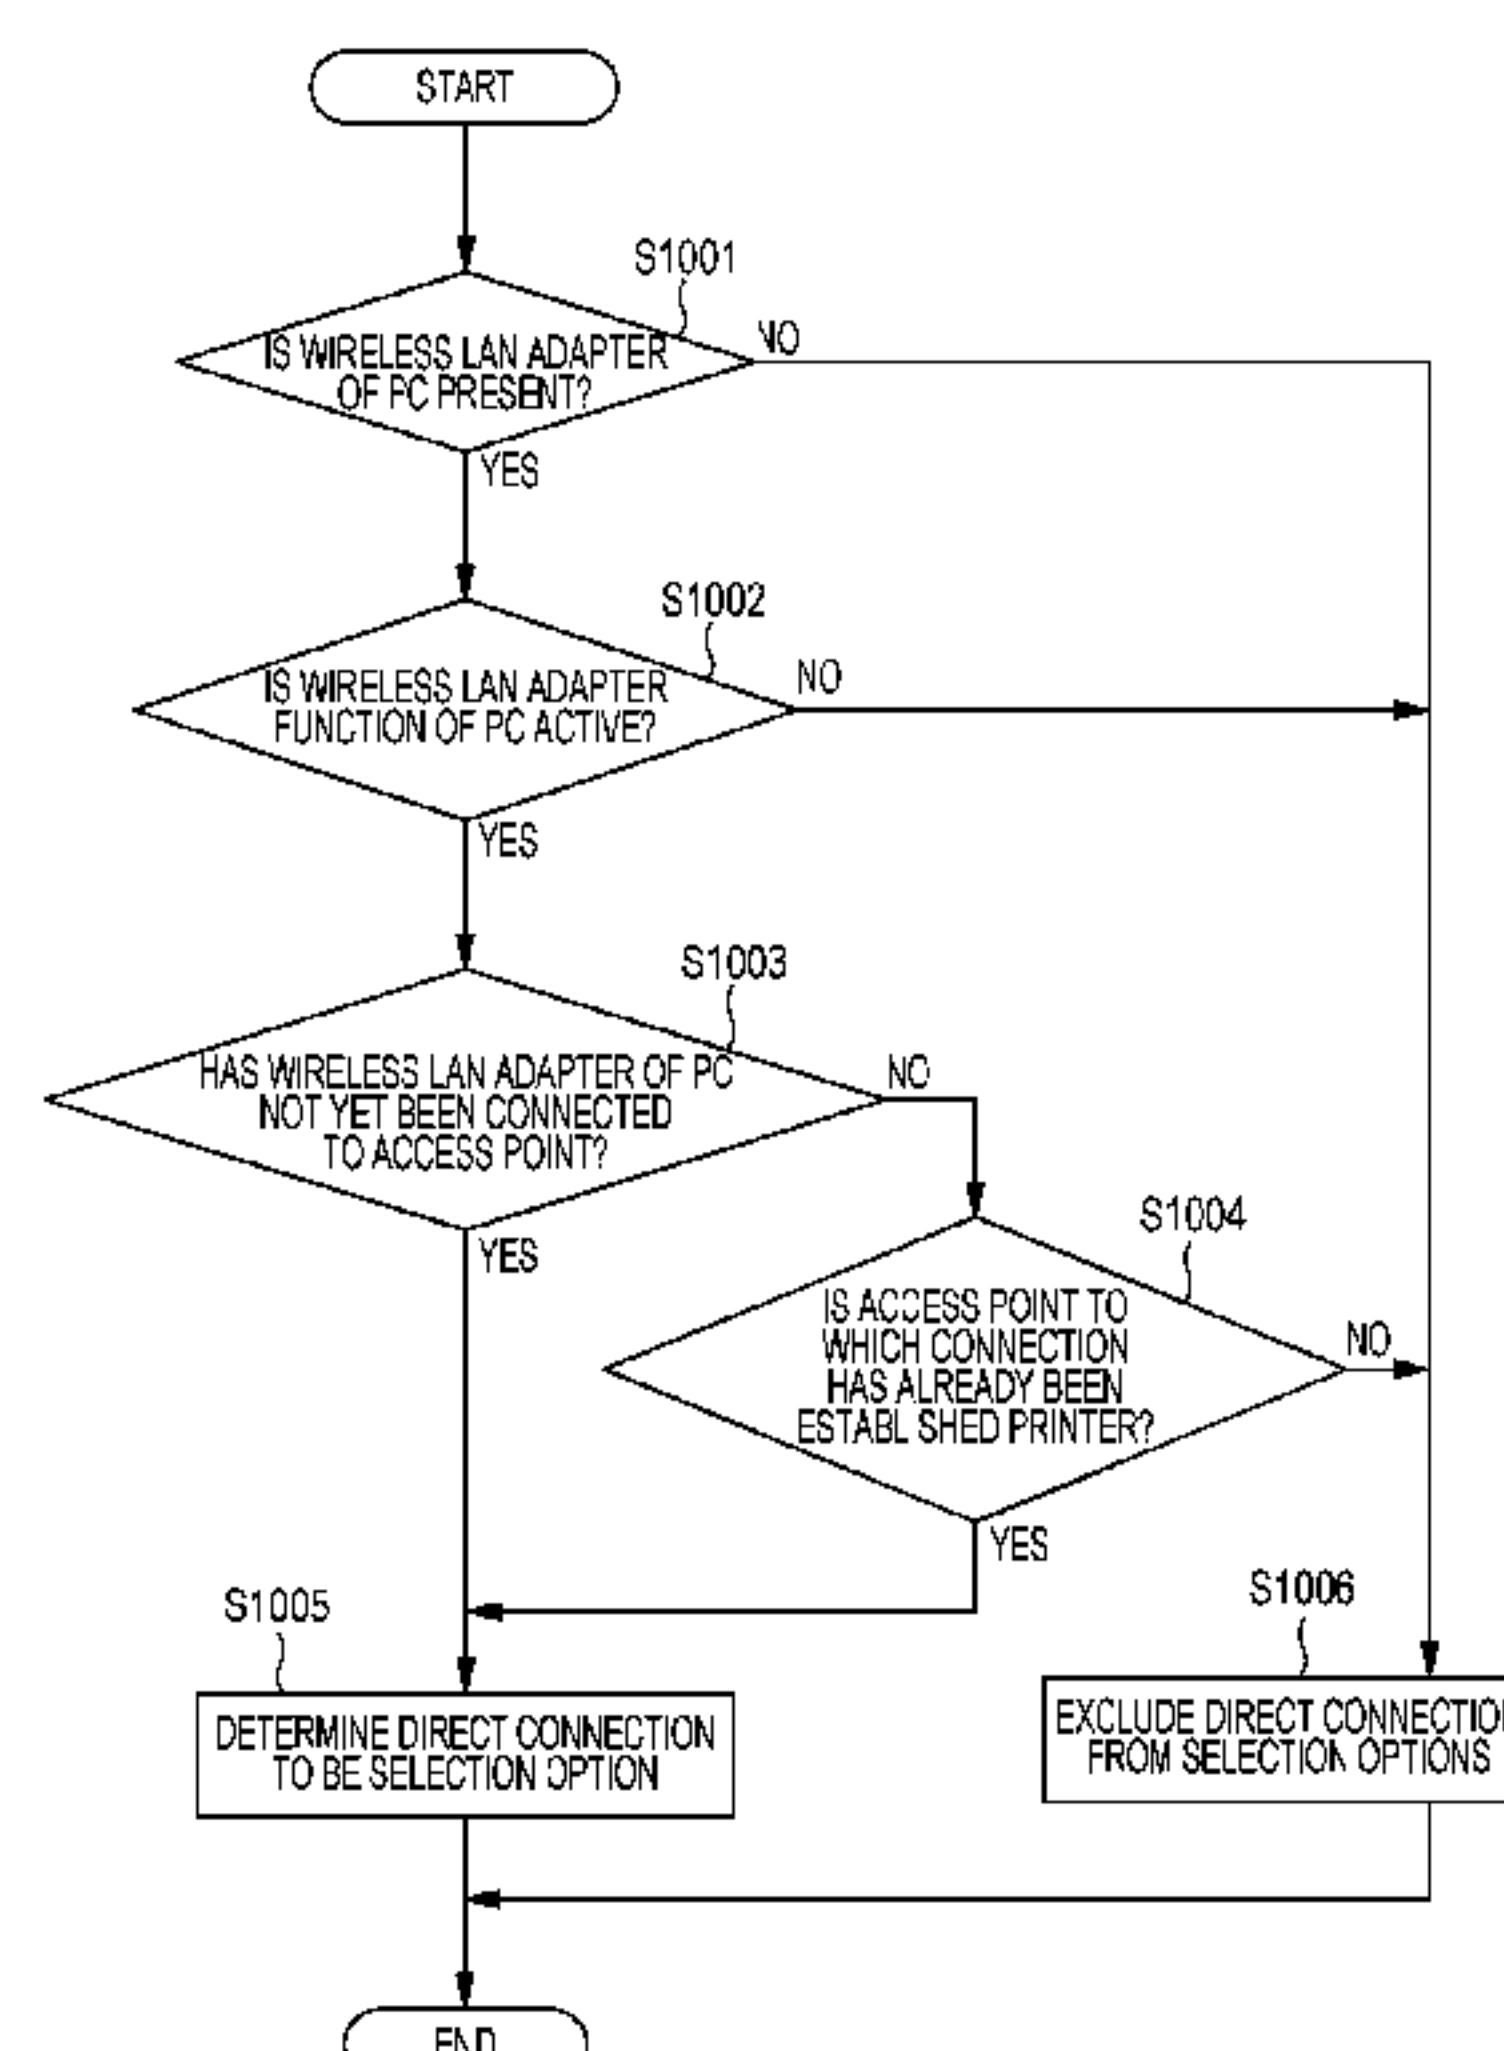 START
S1001
NO
IS WIRELESS LAN ADAPTER
OF PC PRESENT?
YES
S1002
NO
IS WIRELESS LAN ADAPTER
FUNCTION OF PC ACTIVE?
YES
S1003
HAS WIRELESS LAN ADAPTER OF PC
NOT YET BEEN CONNECTED
TO ACCESS POINT?
NO
YES
S1004
IS ACCESS POINT TO
WHICH CONNECTION
HAS ALREADY BEEN
ESTABL SHED PRINTER?
NO
YES
S1005
DETERMINE DIRECT CONNECTION
TO BE SELECTION OPTION
S1006
EXCLUDE DIRECT CONNECTION
FROM SELECTION OPTIONS
END